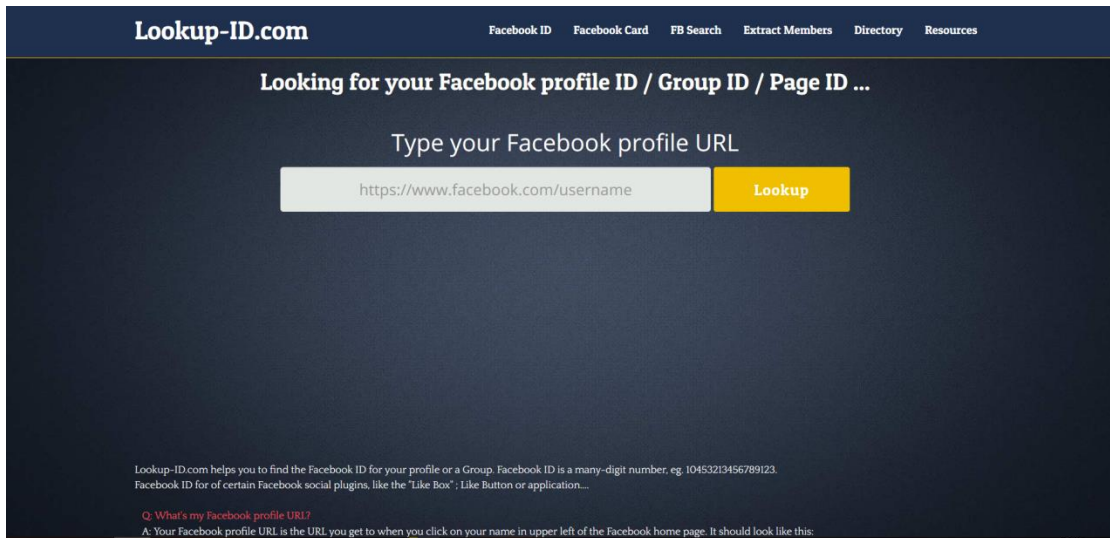 Lookup-ID.com
Facebook ID Facebook Card FB Search Extract Members Directory Resources
Looking for your Facebook profile ID / Group ID / Page ID ...
Type your Facebook profile URL
https://www.facebook.com/username Lookup
Lookup-ID.com helps you to find the Facebook ID for your profile or a Group. Facebook ID is a many-digit number, eg. 10453213456789123.
Facebook ID for of certain Facebook social plugins, like the "Like Box" ; Like Button or application....
Q: What's my Facebook profile URL?
A: Your Facebook profile URL is the URL you get to when you click on your name in upper left of the Facebook home page. It should look like this: